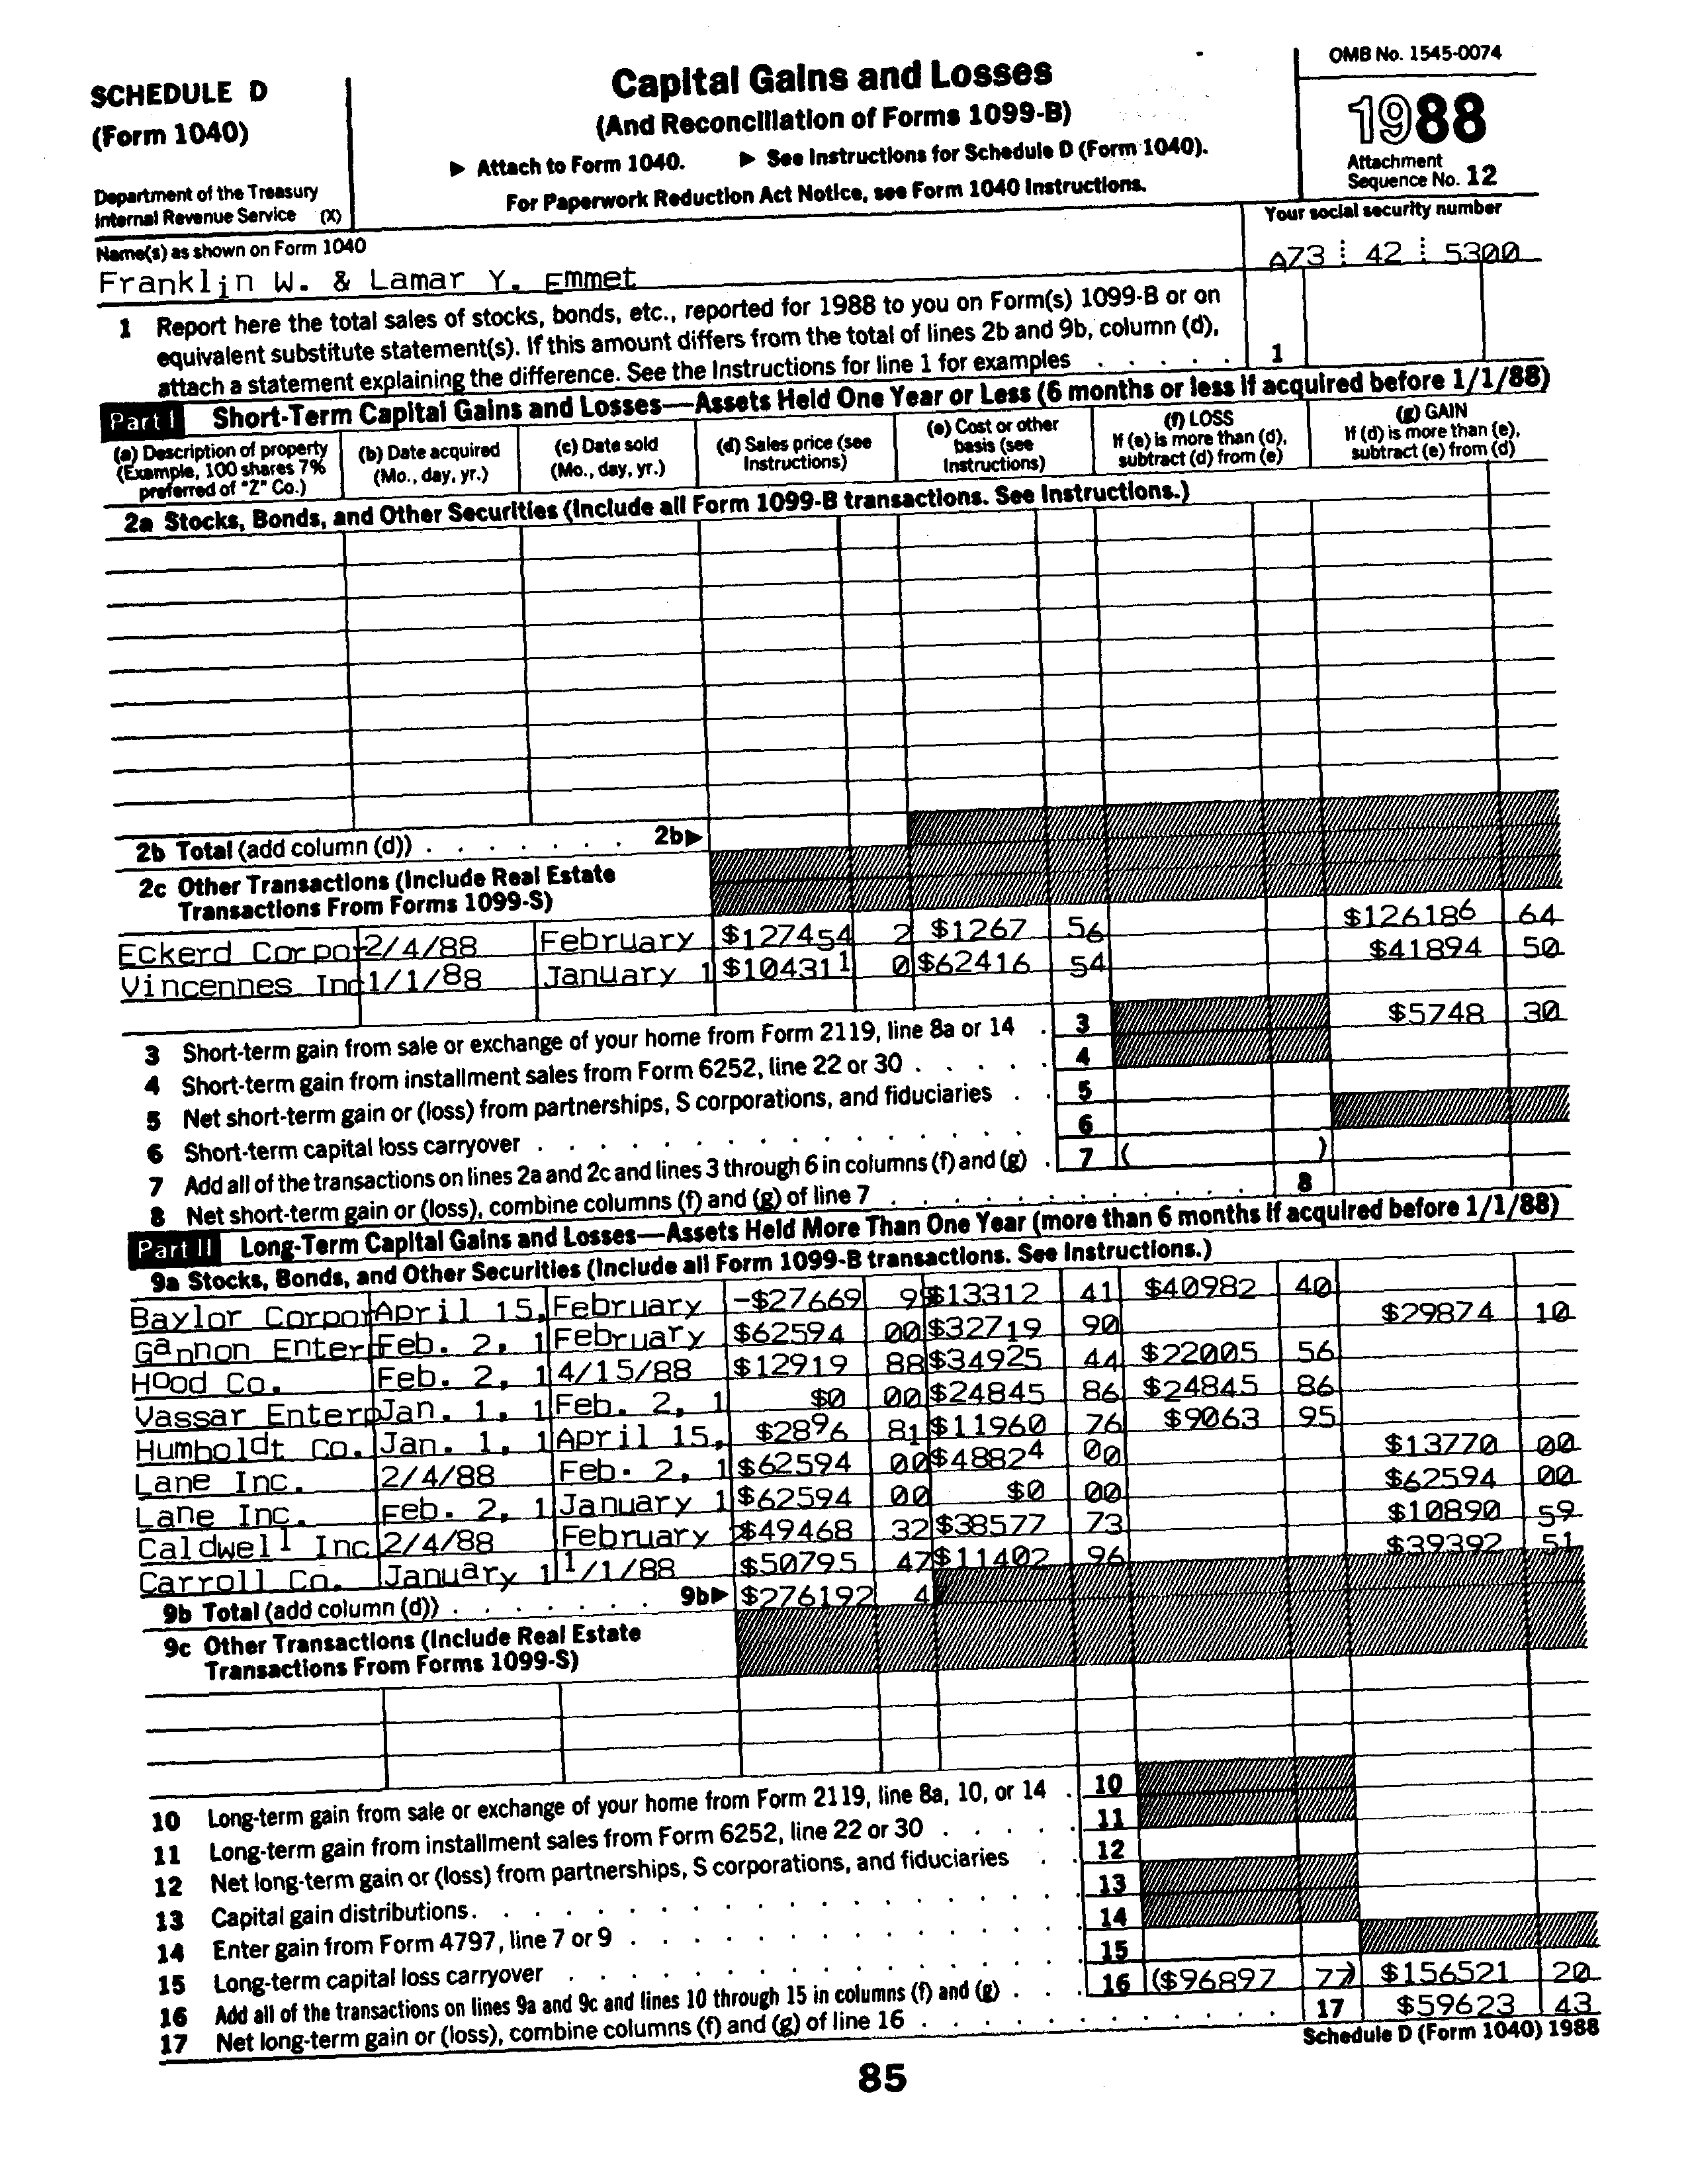 SCHEDULE D
(Form 1040)
Department of the Treasury
Internal Revenue Service (X)
Capital Gains and Losses
(And Reconciliation of Forms 1099-B)
▶ Attach to Form 1040. ▶ See Instructions for Schedule D (Form 1040).
For Paperwork Reduction Act Notice, see Form 1040 Instructions.
OMB No. 1545-0074
1988
Attachment
Sequence No. 12
Name(s) as shown on Form 1040
Franklin W. & Lamar Y. Emmet
Your social security number
A73 42 5300
1 Report here the total sales of stocks, bonds, etc., reported for 1988 to you on Form(s) 1099-B or on
equivalent substitute statement(s). If this amount differs from the total of lines 2b and 9b, column (d),
attach a statement explaining the difference. See the Instructions for line 1 for examples . . . . . 1
Part I Short-Term Capital Gains and Losses—Assets Held One Year or Less (6 months or less if acquired before 1/1/88)
(a) Description of property (Example, 100 shares 7% preferred of "Z" Co.)
(b) Date acquired (Mo., day, yr.)
(c) Date sold (Mo., day, yr.)
(d) Sales price (see Instructions)
(e) Cost or other basis (see Instructions)
(f) LOSS If (e) is more than (d), subtract (d) from (e)
(g) GAIN If (d) is more than (e), subtract (e) from (d)
2a Stocks, Bonds, and Other Securities (Include all Form 1099-B transactions. See Instructions.)
2b Total (add column (d)) . . . . . . . 2b▶
2c Other Transactions (Include Real Estate
Transactions From Forms 1099-S)
Eckerd Corpor 2/4/88 February $127454 2 $1267 56 $126186 64
Vincennes Inc 1/1/88 January 1 $104311 0 $62416 54 $41894 50
3 Short-term gain from sale or exchange of your home from Form 2119, line 8a or 14 . 3 $5748 30
4 Short-term gain from installment sales from Form 6252, line 22 or 30 . . . . . 4
5 Net short-term gain or (loss) from partnerships, S corporations, and fiduciaries . . 5
6 Short-term capital loss carryover . . . . . . . . . . . . . . . . 6
7 Add all of the transactions on lines 2a and 2c and lines 3 through 6 in columns (f) and (g) . 7 ( )
8 Net short-term gain or (loss), combine columns (f) and (g) of line 7 . . . . . . . . . . . 8
Part II Long-Term Capital Gains and Losses—Assets Held More Than One Year (more than 6 months if acquired before 1/1/88)
9a Stocks, Bonds, and Other Securities (Include all Form 1099-B transactions. See Instructions.)
Baylor Corpor April 15, February -$27669 99 $13312 41 $40982 40
Gannon Enterp Feb. 2, 1 February $62594 00 $32719 90 $29874 10
Hood Co. Feb. 2, 1 4/15/88 $12919 88 $34925 44 $22005 56
Vassar Enterp Jan. 1, 1 Feb. 2, 1 $0 00 $24845 86 $24845 86
Humboldt Co. Jan. 1, 1 April 15, $2896 81 $11960 76 $9063 95
Lane Inc. 2/4/88 Feb. 2, 1 $62594 00 $48824 00 $13770 00
Lane Inc. Feb. 2, 1 January 1 $62594 00 $0 00 $62594 00
Caldwell Inc 2/4/88 February 2 $49468 32 $38577 73 $10890 59
Carroll Co. January 1 1/1/88 $50795 47 $11402 96 $39392 51
9b Total (add column (d)) . . . . . . . 9b▶ $276192 4
9c Other Transactions (Include Real Estate
Transactions From Forms 1099-S)
10 Long-term gain from sale or exchange of your home from Form 2119, line 8a, 10, or 14 . 10
11 Long-term gain from installment sales from Form 6252, line 22 or 30 . . . . . 11
12 Net long-term gain or (loss) from partnerships, S corporations, and fiduciaries . . 12
13 Capital gain distributions . . . . . . . . . . . . . . . . . . 13
14 Enter gain from Form 4797, line 7 or 9 . . . . . . . . . . . . . 14
15 Long-term capital loss carryover . . . . . . . . . . . . . . . 15
16 Add all of the transactions on lines 9a and 9c and lines 10 through 15 in columns (f) and (g) . . . 16 ($96897 77) $156521 20
17 Net long-term gain or (loss), combine columns (f) and (g) of line 16 . . . . . . . . . . . 17 $59623 43
Schedule D (Form 1040) 1988
85